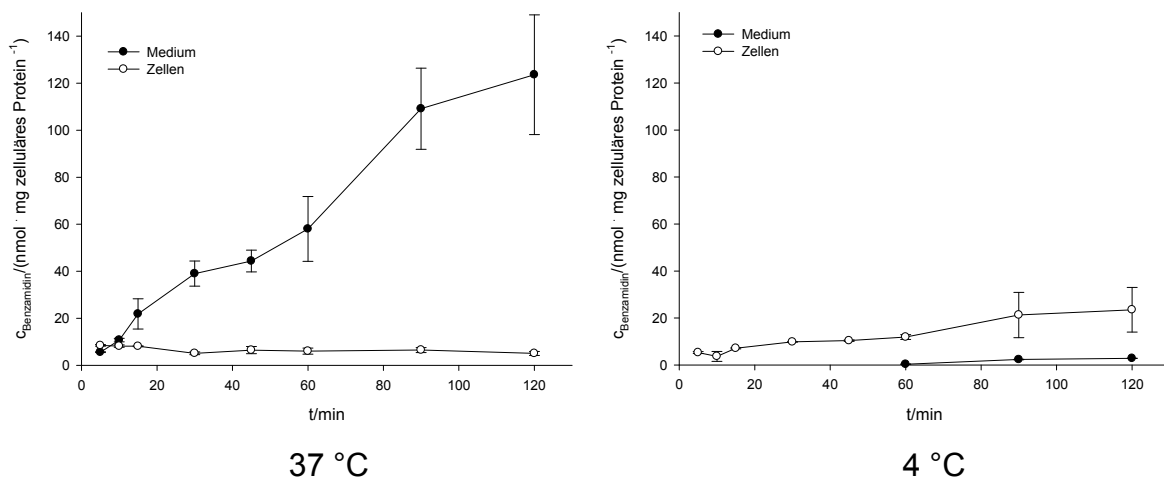 c_Benzamidin/(nmol · mg zelluläres Protein ⁻¹)
140
120
100
80
60
40
20
0
Medium
Zellen
0 20 40 60 80 100 120
t/min
37 °C
c_Benzamidin/(nmol · mg zelluläres Protein ⁻¹)
140
120
100
80
60
40
20
0
Medium
Zellen
0 20 40 60 80 100 120
t/min
4 °C